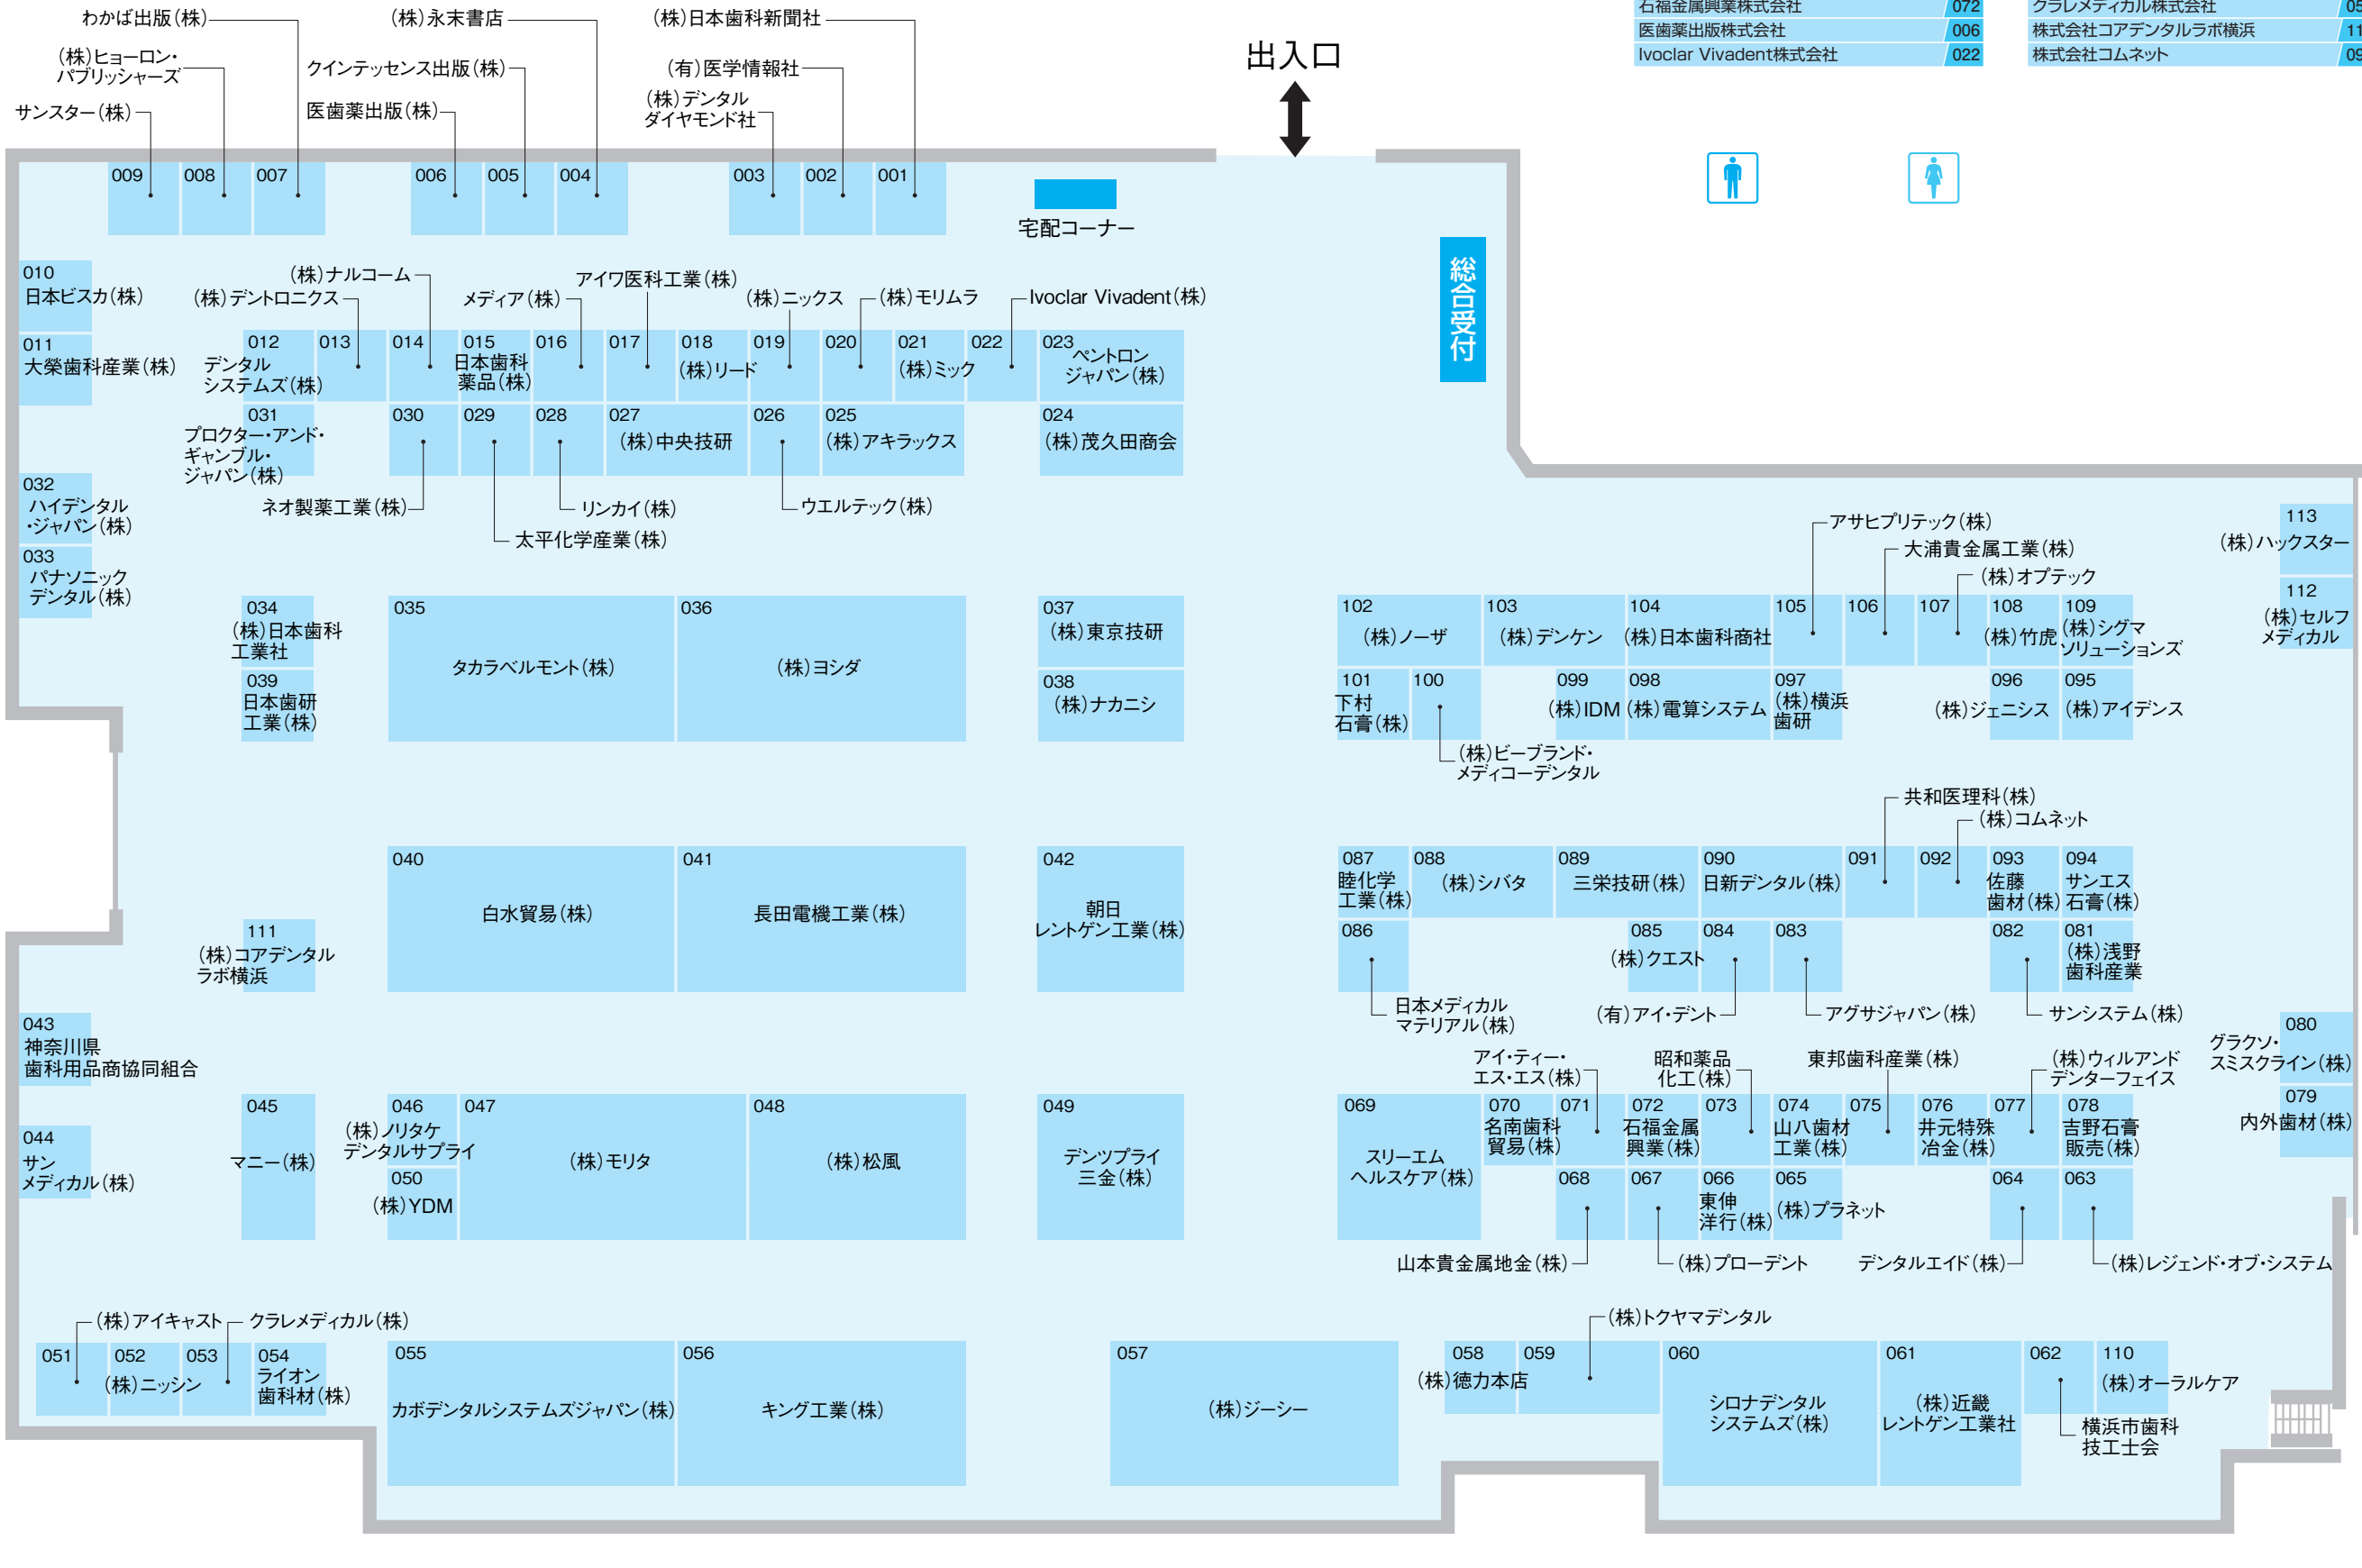 石福金属興業株式会社 072
医歯薬出版株式会社 006
Ivoclar Vivadent株式会社 022
クラレメディカル株式会社 05
株式会社コアデンタルラボ横浜 11
株式会社コムネット 09
わかば出版(株)
(株)永末書店
(株)日本歯科新聞社
(株)ヒョーロン・
パブリッシャーズ
クインテッセンス出版(株)
(有)医学情報社
サンスター(株)
医歯薬出版(株)
(株)デンタル
ダイヤモンド社
出入口
009
008
007
006
005
004
003
002
001
宅配コーナー
総合受付
010
日本ビスカ(株)
011
大榮歯科産業(株)
(株)ナルコーム
(株)デントロニクス
メディア(株)
アイワ医科工業(株)
(株)ニックス
(株)モリムラ
Ivoclar Vivadent(株)
012
デンタル
システムズ(株)
013
014
015
日本歯科
薬品(株)
016
017
018
(株)リード
019
020
021
(株)ミック
022
023
ペントロン
ジャパン(株)
031
プロクター・アンド・
ギャンブル・
ジャパン(株)
030
029
028
027
(株)中央技研
026
025
(株)アキラックス
024
(株)茂久田商会
ネオ製薬工業(株)
リンカイ(株)
ウエルテック(株)
太平化学産業(株)
032
ハイデンタル
・ジャパン(株)
033
パナソニック
デンタル(株)
034
(株)日本歯科
工業社
035
タカラベルモント(株)
036
(株)ヨシダ
037
(株)東京技研
038
(株)ナカニシ
039
日本歯研
工業(株)
アサヒプリテック(株)
大浦貴金属工業(株)
(株)オプテック
113
(株)ハックスター
112
(株)セルフ
メディカル
102
(株)ノーザ
103
(株)デンケン
104
(株)日本歯科商社
105
106
107
108
(株)竹虎
109
(株)シグマ
ソリューションズ
101
下村
石膏(株)
100
099
(株)IDM
098
(株)電算システム
097
(株)横浜
歯研
096
(株)ジェニシス
095
(株)アイデンス
(株)ビーブランド・
メディコーデンタル
共和医理科(株)
(株)コムネット
040
白水貿易(株)
041
長田電機工業(株)
042
朝日
レントゲン工業(株)
087
睦化学
工業(株)
088
(株)シバタ
089
三栄技研(株)
090
日新デンタル(株)
091
092
093
佐藤
歯材(株)
094
サンエス
石膏(株)
111
(株)コアデンタル
ラボ横浜
086
085
(株)クエスト
084
083
082
081
(株)浅野
歯科産業
日本メディカル
マテリアル(株)
(有)アイ・デント
アグサジャパン(株)
サンシステム(株)
043
神奈川県
歯科用品商協同組合
044
サン
メディカル(株)
080
グラクソ・
スミスクライン(株)
079
内外歯材(株)
アイ・ティー・
エス・エス(株)
昭和薬品
化工(株)
東邦歯科産業(株)
(株)ウィルアンド
デンターフェイス
045
マニー(株)
046
(株)ノリタケ
デンタルサプライ
050
(株)YDM
047
(株)モリタ
048
(株)松風
049
デンツプライ
三金(株)
069
スリーエム
ヘルスケア(株)
070
名南歯科
貿易(株)
071
072
石福金属
興業(株)
073
074
山八歯材
工業(株)
075
076
井元特殊
冶金(株)
077
078
吉野石膏
販売(株)
068
067
066
東伸
洋行(株)
065
(株)プラネット
064
063
山本貴金属地金(株)
(株)プローデント
デンタルエイド(株)
(株)レジェンド・オブ・システム
(株)アイキャスト
クラレメディカル(株)
(株)トクヤマデンタル
051
052
(株)ニッシン
053
054
ライオン
歯科材(株)
055
カボデンタルシステムズジャパン(株)
056
キング工業(株)
057
(株)ジーシー
058
(株)徳力本店
059
060
シロナデンタル
システムズ(株)
061
(株)近畿
レントゲン工業社
062
110
(株)オーラルケア
横浜市歯科
技工士会